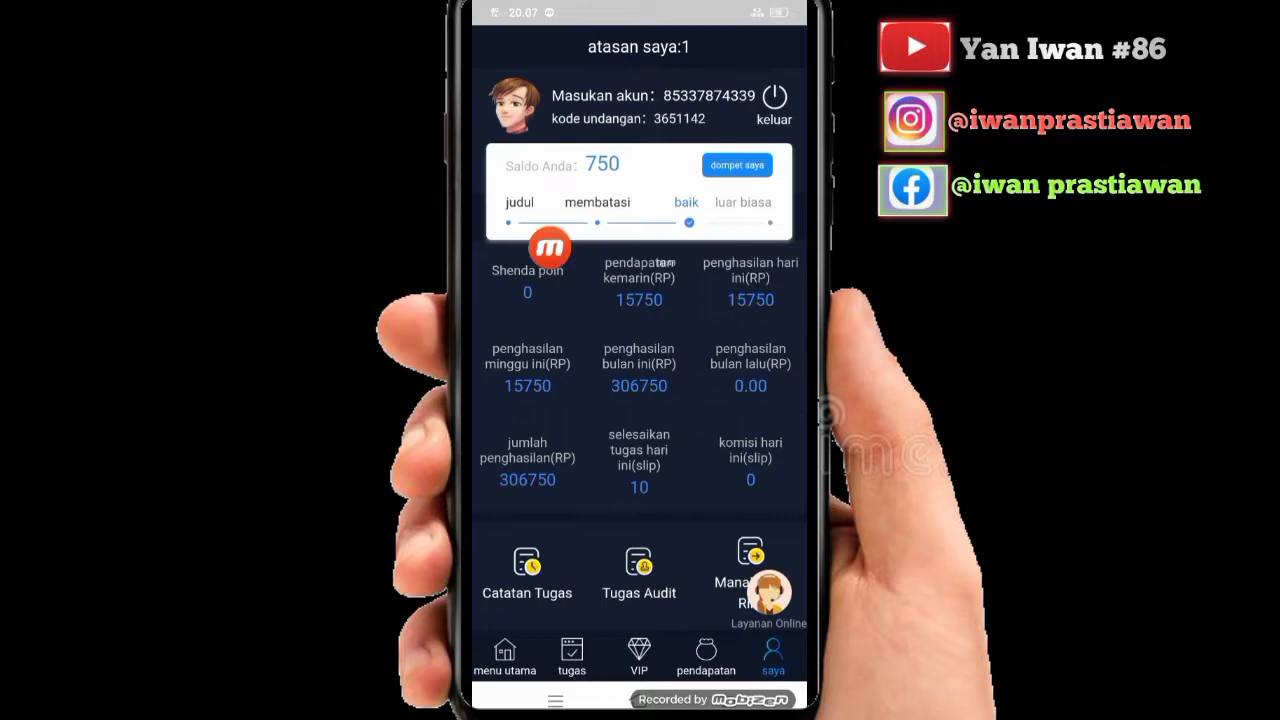 20.07
atasan saya:1
Masukan akun: 85337874339
kode undangan: 3651142
keluar
Saldo Anda: 750
dompet saya
judul membatasi baik luar biasa
Shenda poin
0
pendapatan kemarin(RP)
15750
penghasilan hari ini(RP)
15750
penghasilan minggu ini(RP)
15750
penghasilan bulan ini(RP)
306750
penghasilan bulan lalu(RP)
0.00
jumlah penghasilan(RP)
306750
selesaikan tugas hari ini(slip)
10
komisi hari ini(slip)
0
Catatan Tugas
Tugas Audit
Layanan Online
menu utama
tugas
VIP
pendapatan
saya
Recorded by mobizen
Yan Iwan #86
@iwanprastiawan
@iwan prastiawan